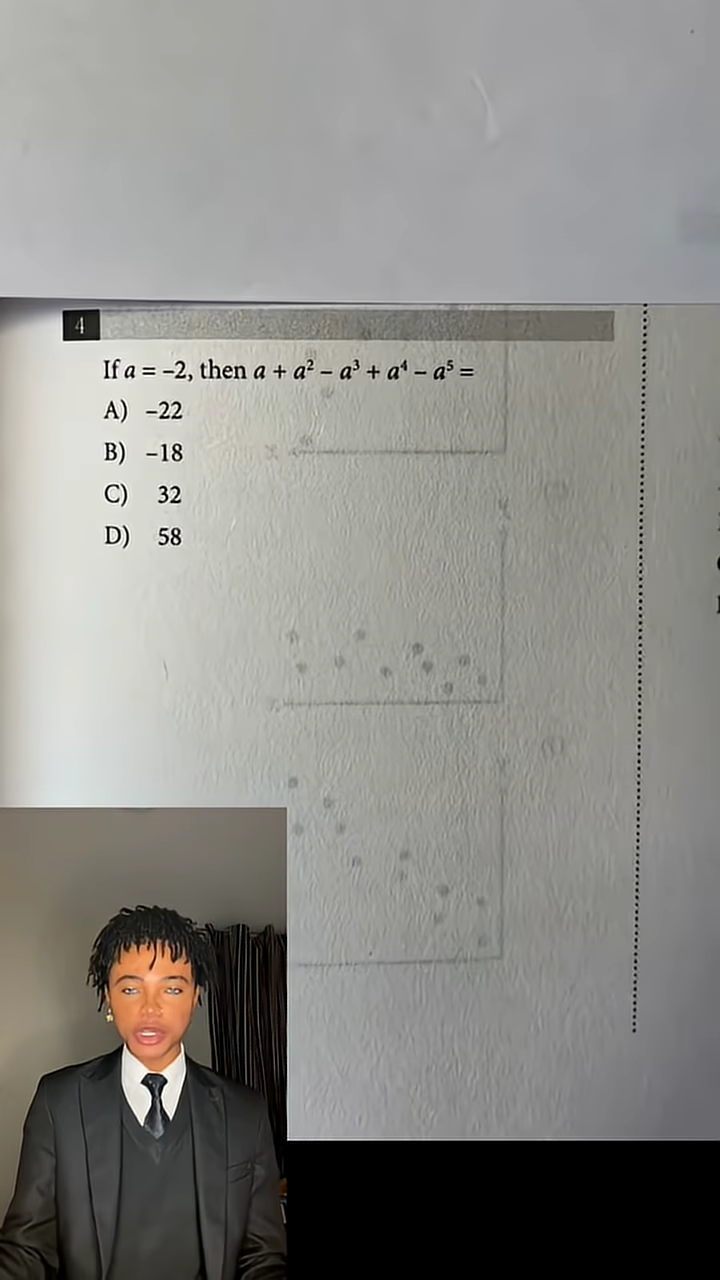 4
If a = –2, then a + a² – a³ + a⁴ – a⁵ =
A) –22
B) –18
C) 32
D) 58